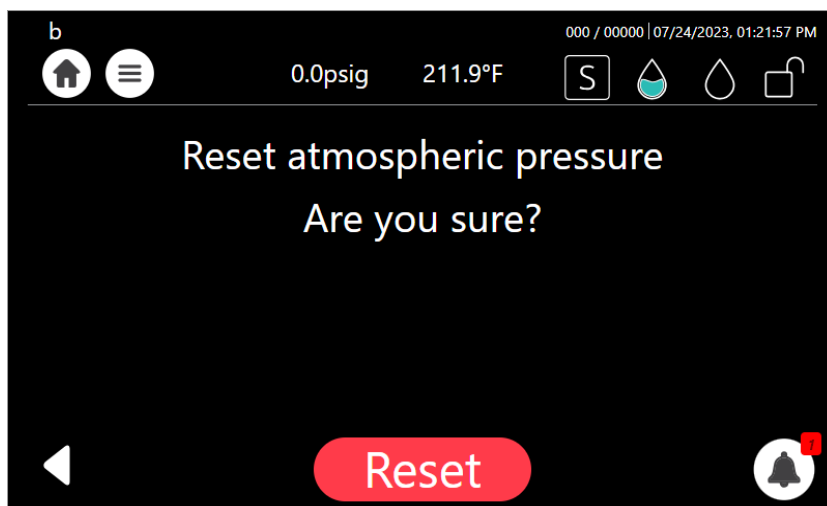 b
000 / 00000 | 07/24/2023, 01:21:57 PM
0.0psig 211.9°F S
Reset atmospheric pressure
Are you sure?
Reset
1